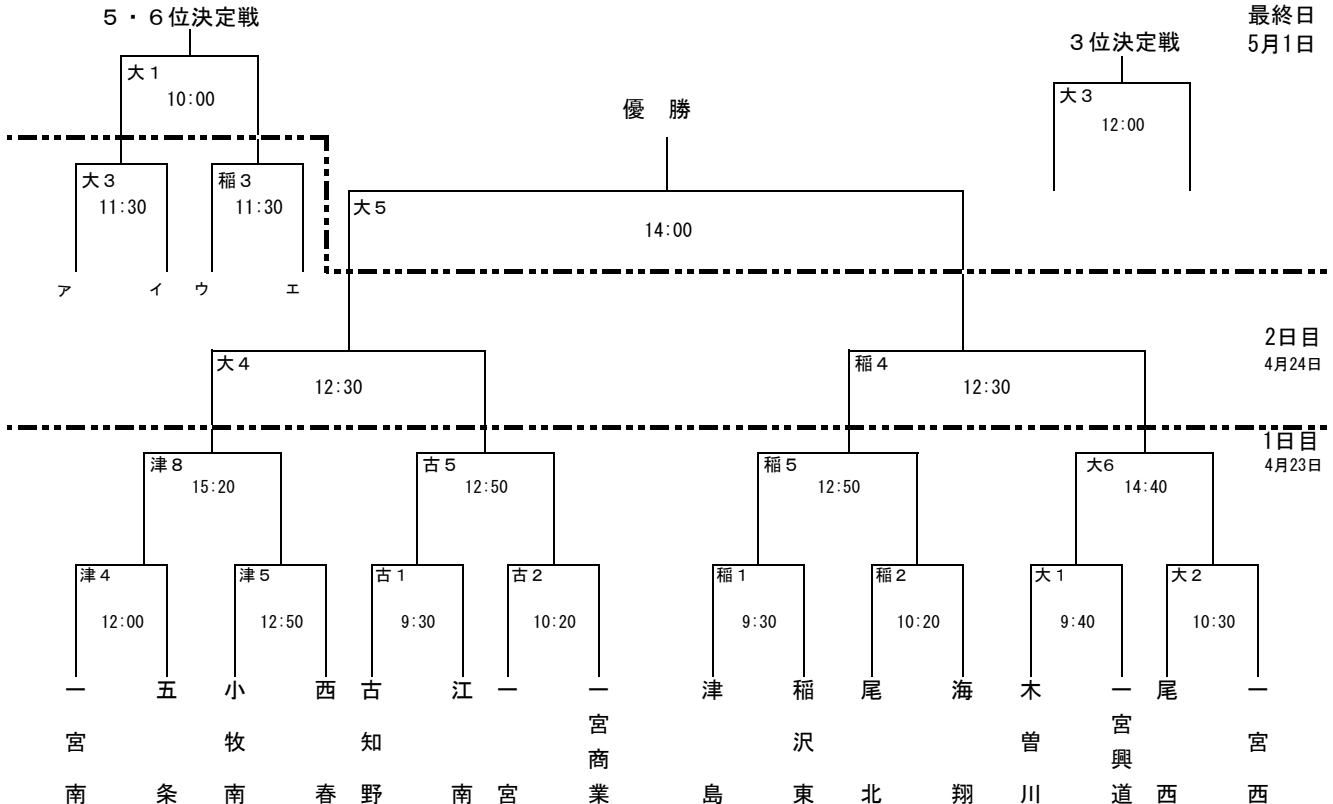 ５・６位決定戦
最終日
5月1日
３位決定戦
大１
10:00
大３
12:00
優　勝
大３
11:30
稲３
11:30
大５
14:00
ア
イ
ウ
エ
2日目
4月24日
大４
12:30
稲４
12:30
1日目
4月23日
津８
15:20
古５
12:50
稲５
12:50
大6
14:40
津４
12:00
津５
12:50
古１
9:30
古２
10:20
稲１
9:30
稲２
10:20
大１
9:40
大２
10:30
一宮南
五条
小牧南
西春
古知野
江南
一宮
一宮商業
津島
稲沢東
尾北
海翔
木曽川
一宮興道
尾西
一宮西